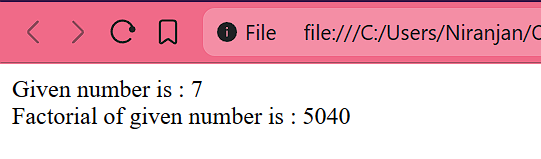 File file:///C:/Users/Niranjan/
Given number is : 7
Factorial of given number is : 5040